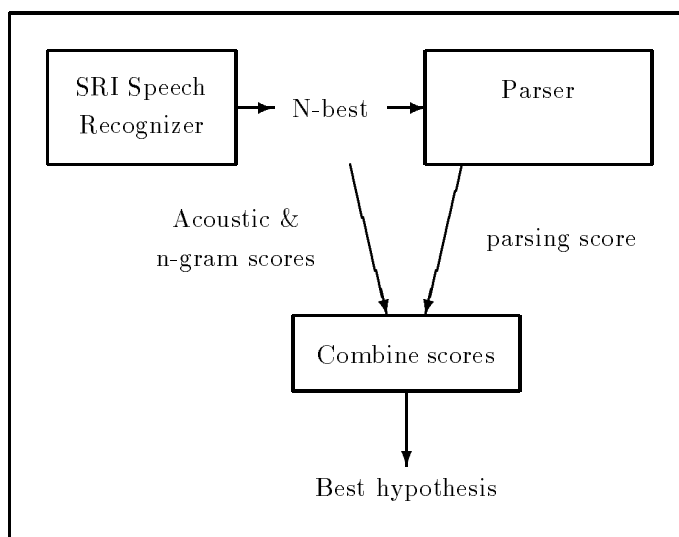 SRI Speech
Recognizer
N-best
Parser
Acoustic &
n-gram scores
parsing score
Combine scores
Best hypothesis